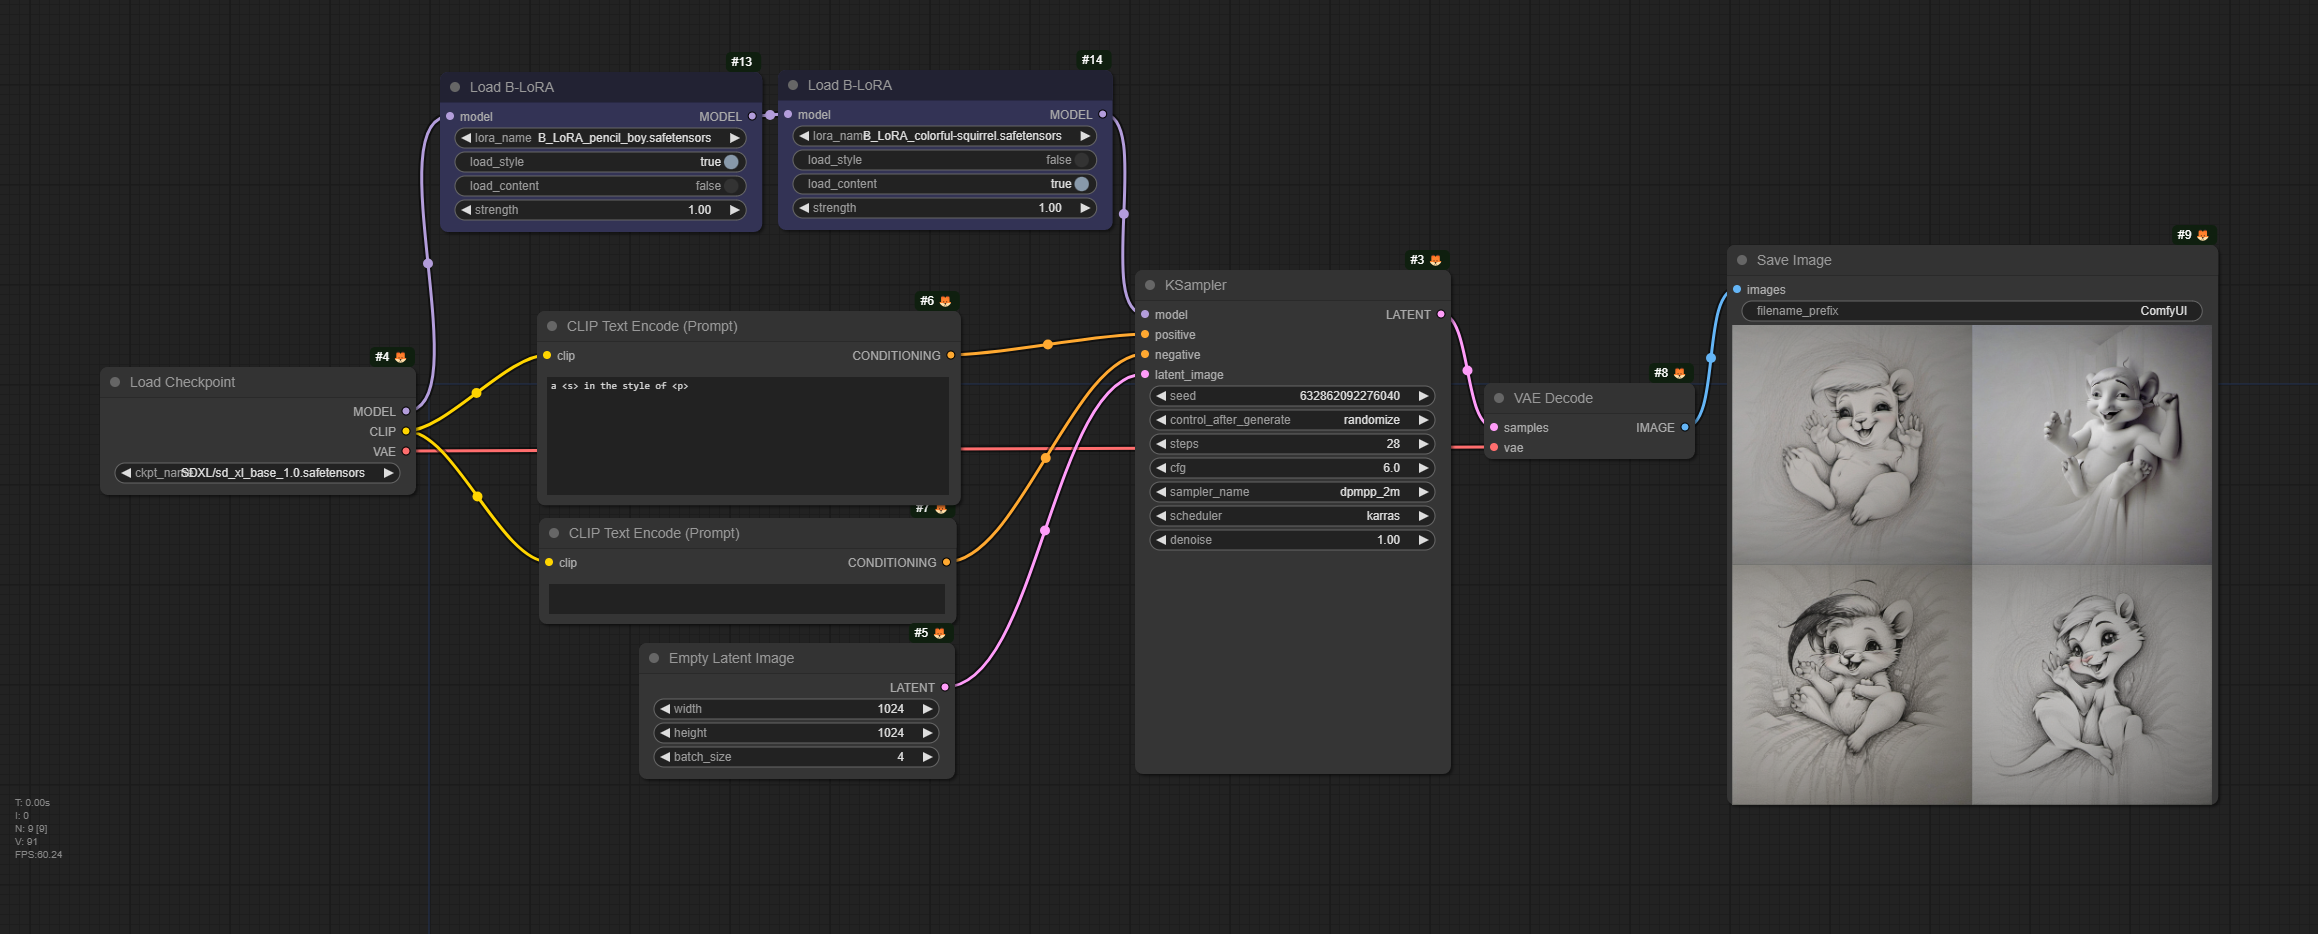 #13
Load B-LoRA
model MODEL
lora_name B_LoRA_pencil_boy.safetensors
load_style true
load_content false
strength 1.00
#14
Load B-LoRA
model MODEL
lora_nam B_LoRA_colorful-squirrel.safetensors
load_style false
load_content true
strength 1.00
#4
Load Checkpoint
MODEL
CLIP
VAE
ckpt_nam SDXL/sd_xl_base_1.0.safetensors
#6
CLIP Text Encode (Prompt)
clip CONDITIONING
a <s> in the style of <p>
#7
CLIP Text Encode (Prompt)
clip CONDITIONING
#5
Empty Latent Image
LATENT
width 1024
height 1024
batch_size 4
#3
KSampler
model LATENT
positive
negative
latent_image
seed 632862092276040
control_after_generate randomize
steps 28
cfg 6.0
sampler_name dpmpp_2m
scheduler karras
denoise 1.00
#8
VAE Decode
samples IMAGE
vae
#9
Save Image
images
filename_prefix ComfyUI
T: 0.00s
I: 0
N: 9 [9]
V: 91
FPS:60.24